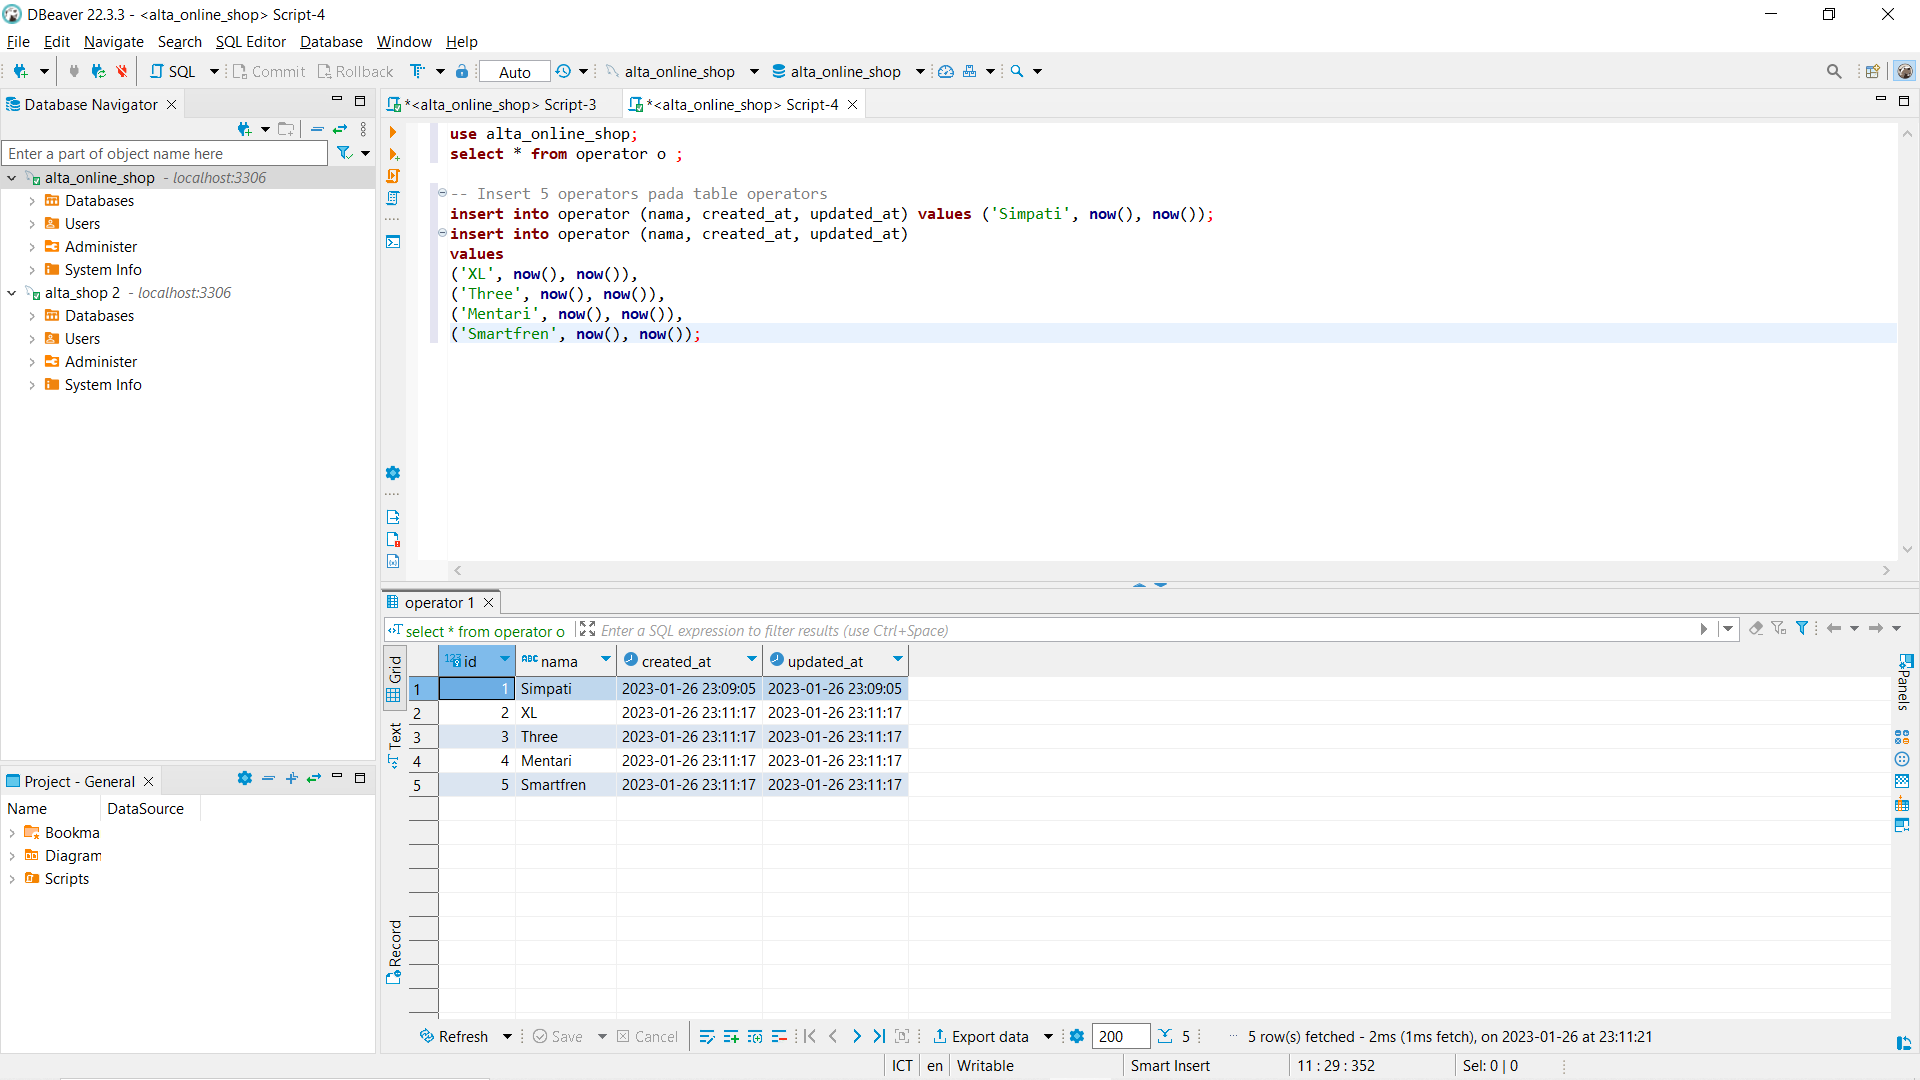 DBeaver 22.3.3 - <alta_online_shop> Script-4
File Edit Navigate Search SQL Editor Database Window Help
SQL Commit Rollback Auto alta_online_shop alta_online_shop
Database Navigator
Enter a part of object name here
alta_online_shop - localhost:3306
Databases
Users
Administer
System Info
alta_shop 2 - localhost:3306
Databases
Users
Administer
System Info
Project - General
Name DataSource
Bookma
Diagram
Scripts
*<alta_online_shop> Script-3 *<alta_online_shop> Script-4
use alta_online_shop;
select * from operator o ;
-- Insert 5 operators pada table operators
insert into operator (nama, created_at, updated_at) values ('Simpati', now(), now());
insert into operator (nama, created_at, updated_at)
values
('XL', now(), now()),
('Three', now(), now()),
('Mentari', now(), now()),
('Smartfren', now(), now());
operator 1
select * from operator o Enter a SQL expression to filter results (use Ctrl+Space)
Grid
Text
Record
Panels
123 id ABC nama created_at updated_at
1 1 Simpati 2023-01-26 23:09:05 2023-01-26 23:09:05
2 2 XL 2023-01-26 23:11:17 2023-01-26 23:11:17
3 3 Three 2023-01-26 23:11:17 2023-01-26 23:11:17
4 4 Mentari 2023-01-26 23:11:17 2023-01-26 23:11:17
5 5 Smartfren 2023-01-26 23:11:17 2023-01-26 23:11:17
Refresh Save Cancel Export data 200 5 5 row(s) fetched - 2ms (1ms fetch), on 2023-01-26 at 23:11:21
ICT en Writable Smart Insert 11 : 29 : 352 Sel: 0 | 0